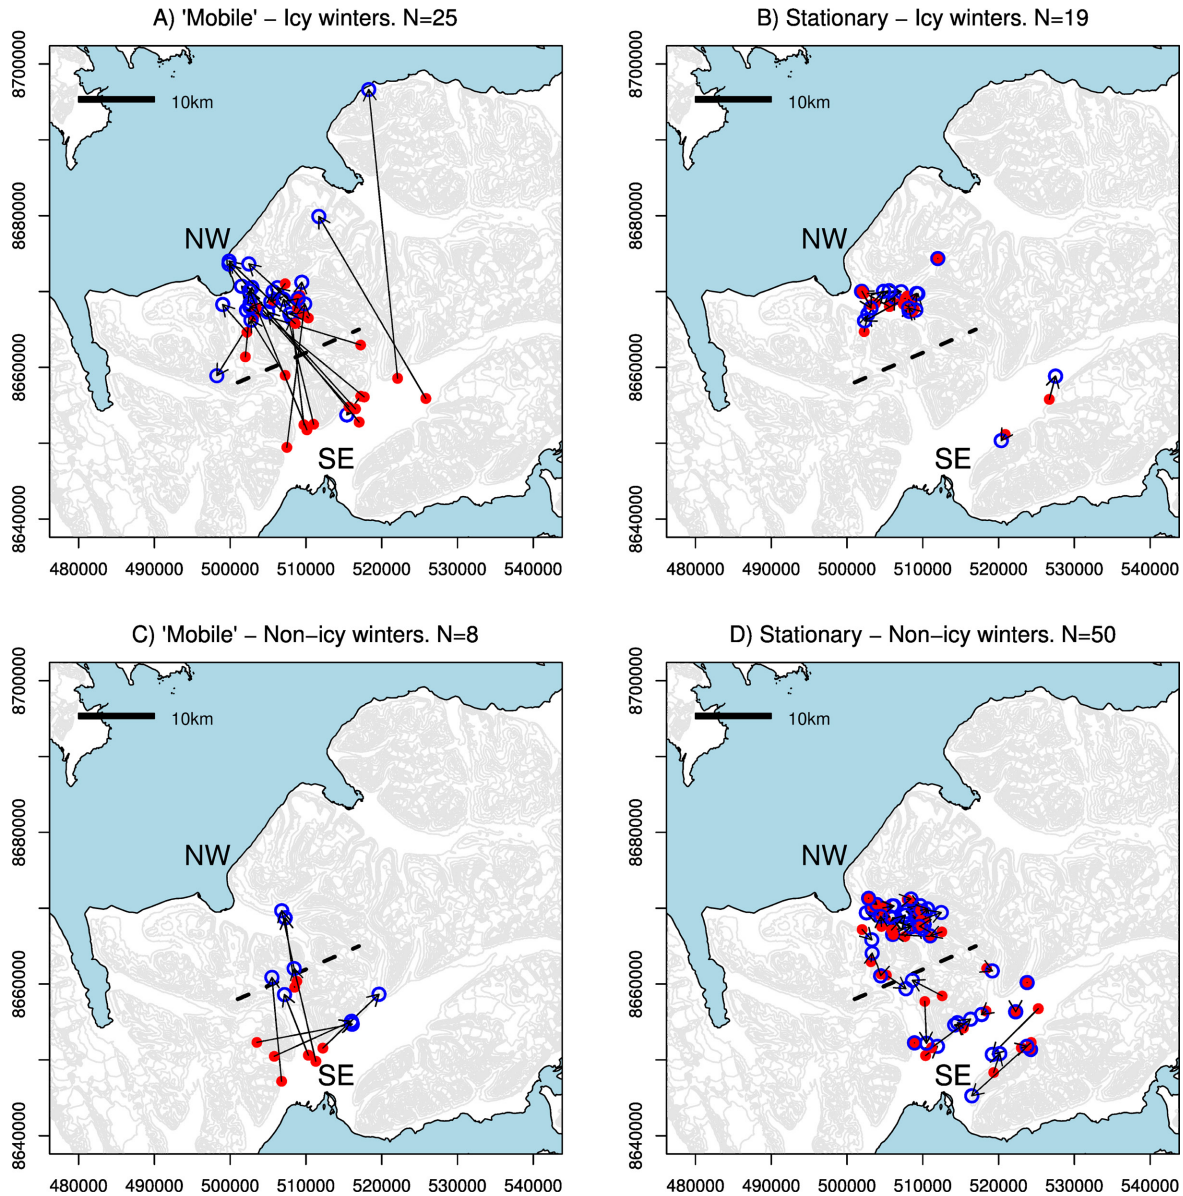 A) 'Mobile' – Icy winters. N=25
8700000
8680000
8660000
8640000
10km
NW
SE
480000 490000 500000 510000 520000 530000 540000
B) Stationary – Icy winters. N=19
8700000
8680000
8660000
8640000
10km
NW
SE
480000 490000 500000 510000 520000 530000 540000
C) 'Mobile' – Non–icy winters. N=8
8700000
8680000
8660000
8640000
10km
NW
SE
480000 490000 500000 510000 520000 530000 540000
D) Stationary – Non–icy winters. N=50
8700000
8680000
8660000
8640000
10km
NW
SE
480000 490000 500000 510000 520000 530000 540000